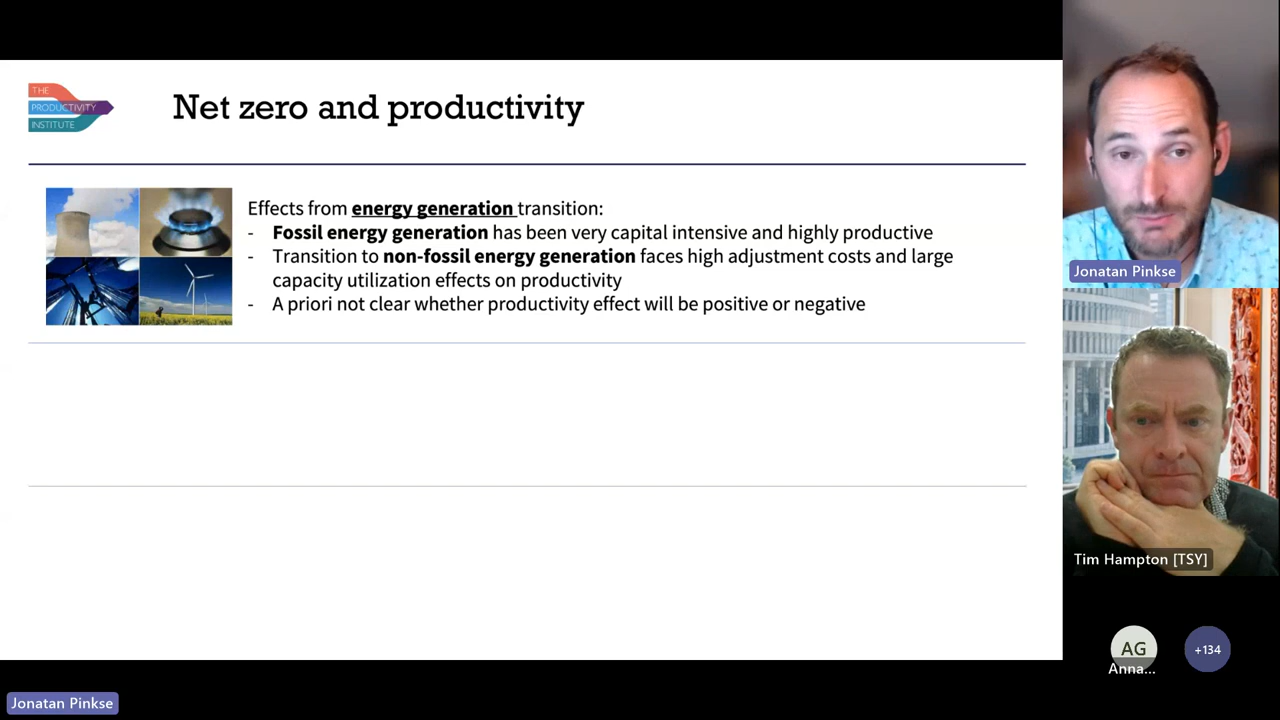 THE
PRODUCTIVITY
INSTITUTE
Net zero and productivity
Effects from energy generation transition:
- Fossil energy generation has been very capital intensive and highly productive
- Transition to non-fossil energy generation faces high adjustment costs and large
capacity utilization effects on productivity
- A priori not clear whether productivity effect will be positive or negative
Jonatan Pinkse
Tim Hampton [TSY]
AG
Anna...
+134
Jonatan Pinkse